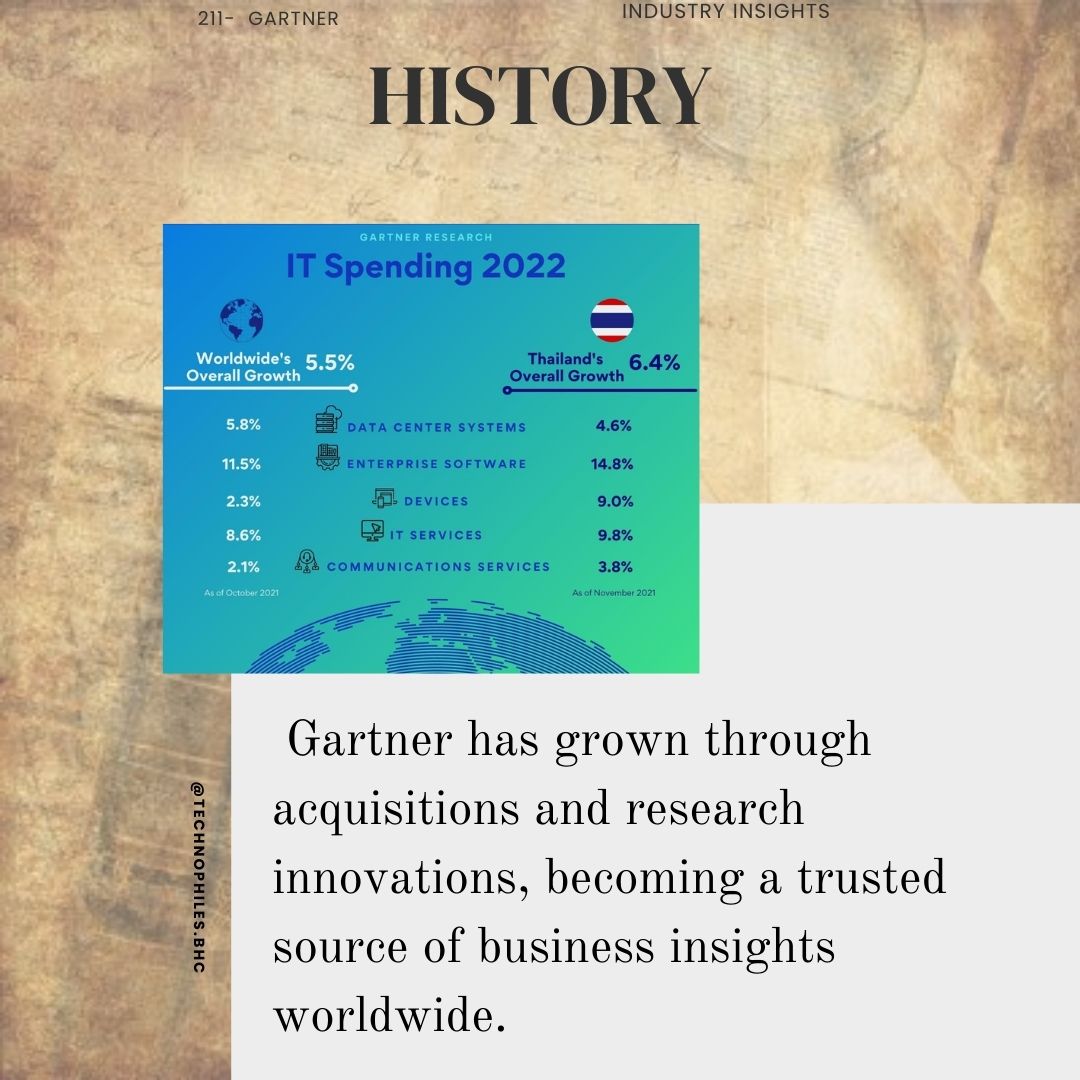 211-  GARTNER
INDUSTRY INSIGHTS
HISTORY
GARTNER RESEARCH
IT Spending 2022
Worldwide's
Overall Growth
5.5%
Thailand's
Overall Growth
6.4%
5.8% DATA CENTER SYSTEMS 4.6%
11.5% ENTERPRISE SOFTWARE 14.8%
2.3% DEVICES 9.0%
8.6% IT SERVICES 9.8%
2.1% COMMUNICATIONS SERVICES 3.8%
As of October 2021
As of November 2021
Gartner has grown through
acquisitions and research
innovations, becoming a trusted
source of business insights
worldwide.
@TECHNOPHILES.BHC